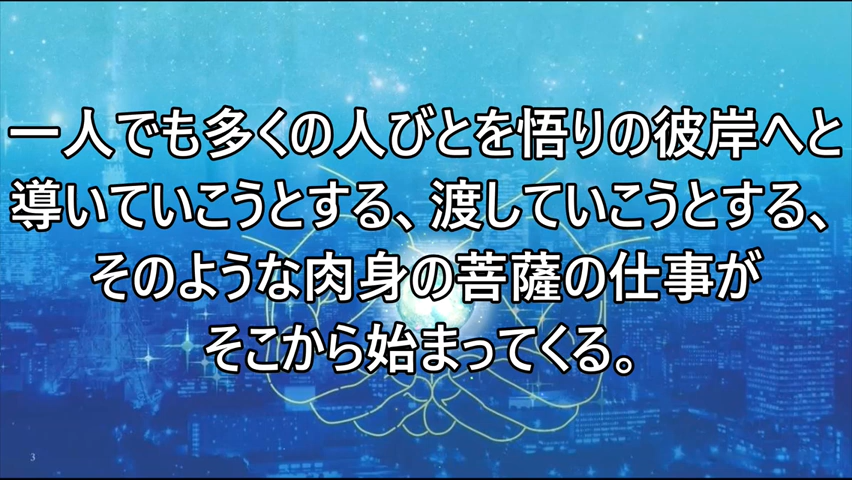 一人でも多くの人びとを悟りの彼岸へと
導いていこうとする、渡していこうとする、
そのような肉身の菩薩の仕事が
そこから始まってくる。
3